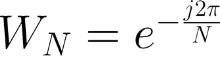 W_N = e^{-\frac{j2\pi}{N}}